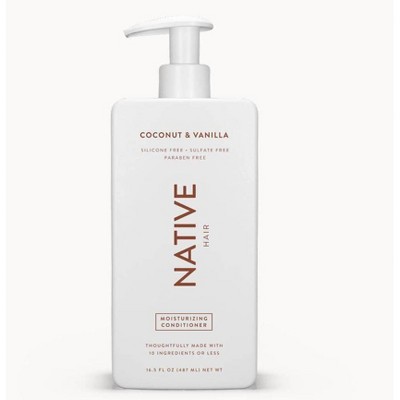 COCONUT & VANILLA
SILICONE FREE • SULFATE FREE
PARABEN FREE
NATIVE
HAIR
MOISTURIZING
CONDITIONER
THOUGHTFULLY MADE WITH
10 INGREDIENTS OR LESS
16.5 FL OZ (487 ML) NET WT